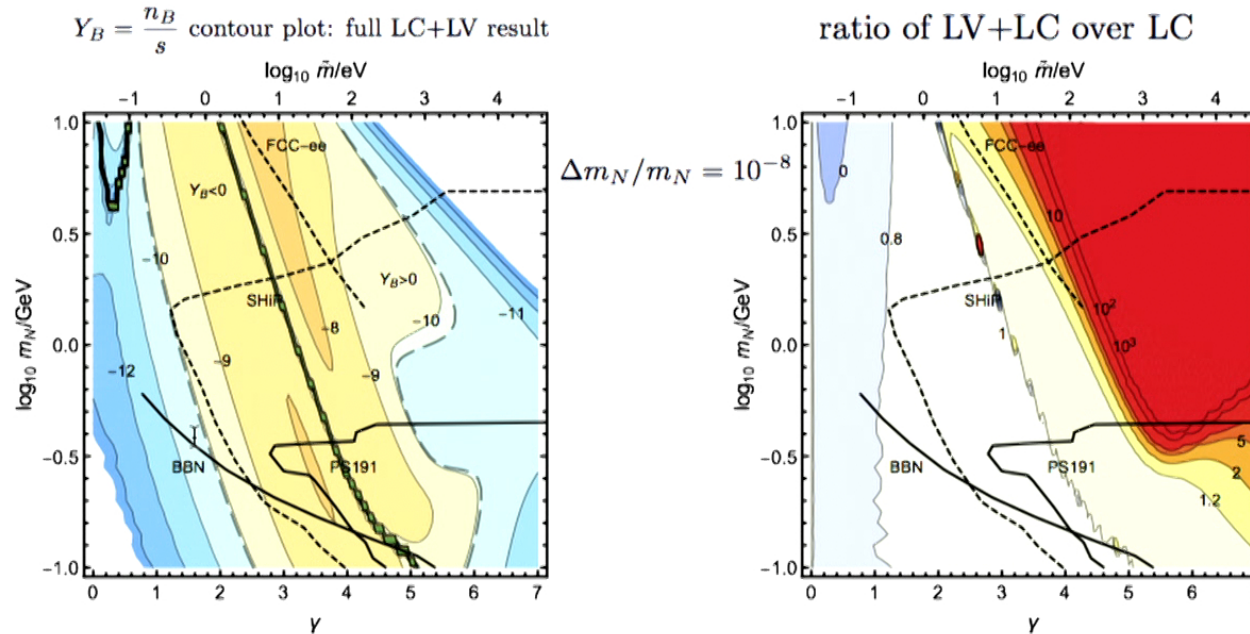 Y_B = n_B/s contour plot: full LC+LV result
log₁₀ m̃/eV
−1 0 1 2 3 4
1.0
0.5
0.0
−0.5
−1.0
log₁₀ m_N/GeV
FCC−ee
Y_B<0
−10
Y_B>0
SHiP
−10
−11
−8
−9
−9
−12
BBN
PS191
0 1 2 3 4 5 6 7
γ
Δm_N/m_N = 10⁻⁸
ratio of LV+LC over LC
log₁₀ m̃/eV
−1 0 1 2 3 4
1.0
0.5
0.0
−0.5
−1.0
log₁₀ m_N/GeV
FCC−ee
0
10
0.8
SHiP
10²
1
10³
5
BBN
PS191
2
1.2
0 1 2 3 4 5 6
γ